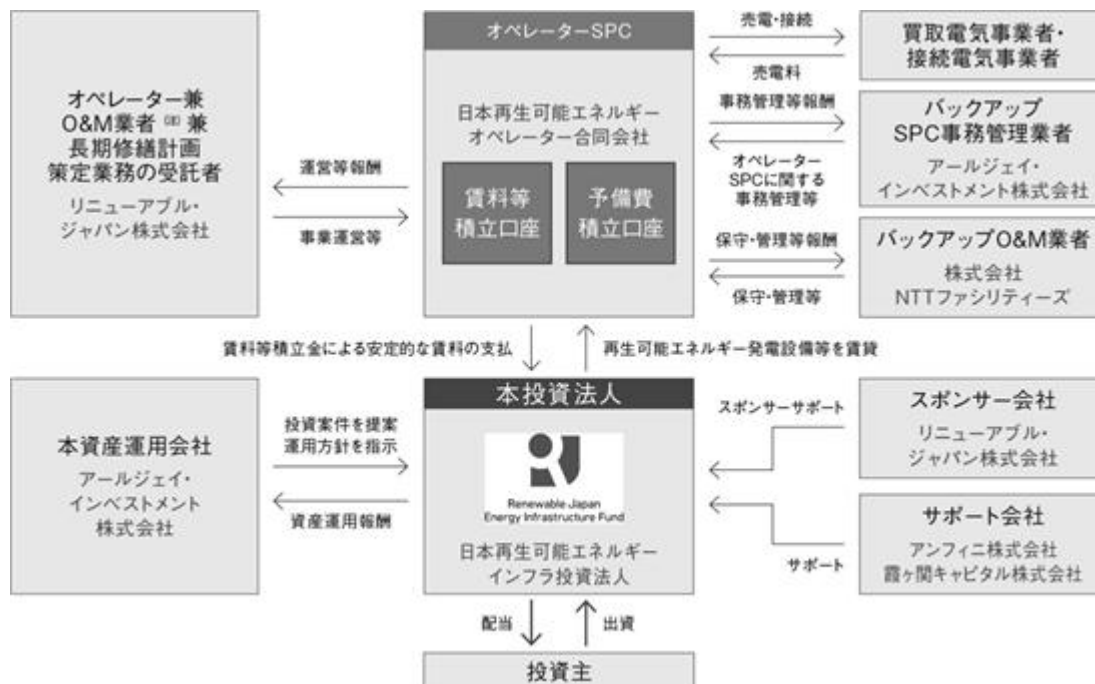 オペレーター兼
O&M業者(注)兼
長期修繕計画
策定業務の受託者
リニューアブル・
ジャパン株式会社
運営等報酬
事業運営等
オペレーターSPC
日本再生可能エネルギー
オペレーター合同会社
賃料等
積立口座
予備費
積立口座
売電・接続
売電料
事務管理等報酬
オペレーター
SPCに関する
事務管理等
保守・管理等報酬
保守・管理等
買取電気事業者・
接続電気事業者
バックアップ
SPC事務管理業者
アールジェイ・
インベストメント株式会社
バックアップO&M業者
株式会社
NTTファシリティーズ
賃料等積立金による安定的な賃料の支払
再生可能エネルギー発電設備等を賃貸
本資産運用会社
アールジェイ・
インベストメント
株式会社
投資案件を提案
運用方針を指示
資産運用報酬
本投資法人
Renewable Japan
Energy Infrastructure Fund
日本再生可能エネルギー
インフラ投資法人
スポンサーサポート
サポート
スポンサー会社
リニューアブル・
ジャパン株式会社
サポート会社
アンフィニ株式会社
霞ヶ関キャピタル株式会社
配当
出資
投資主